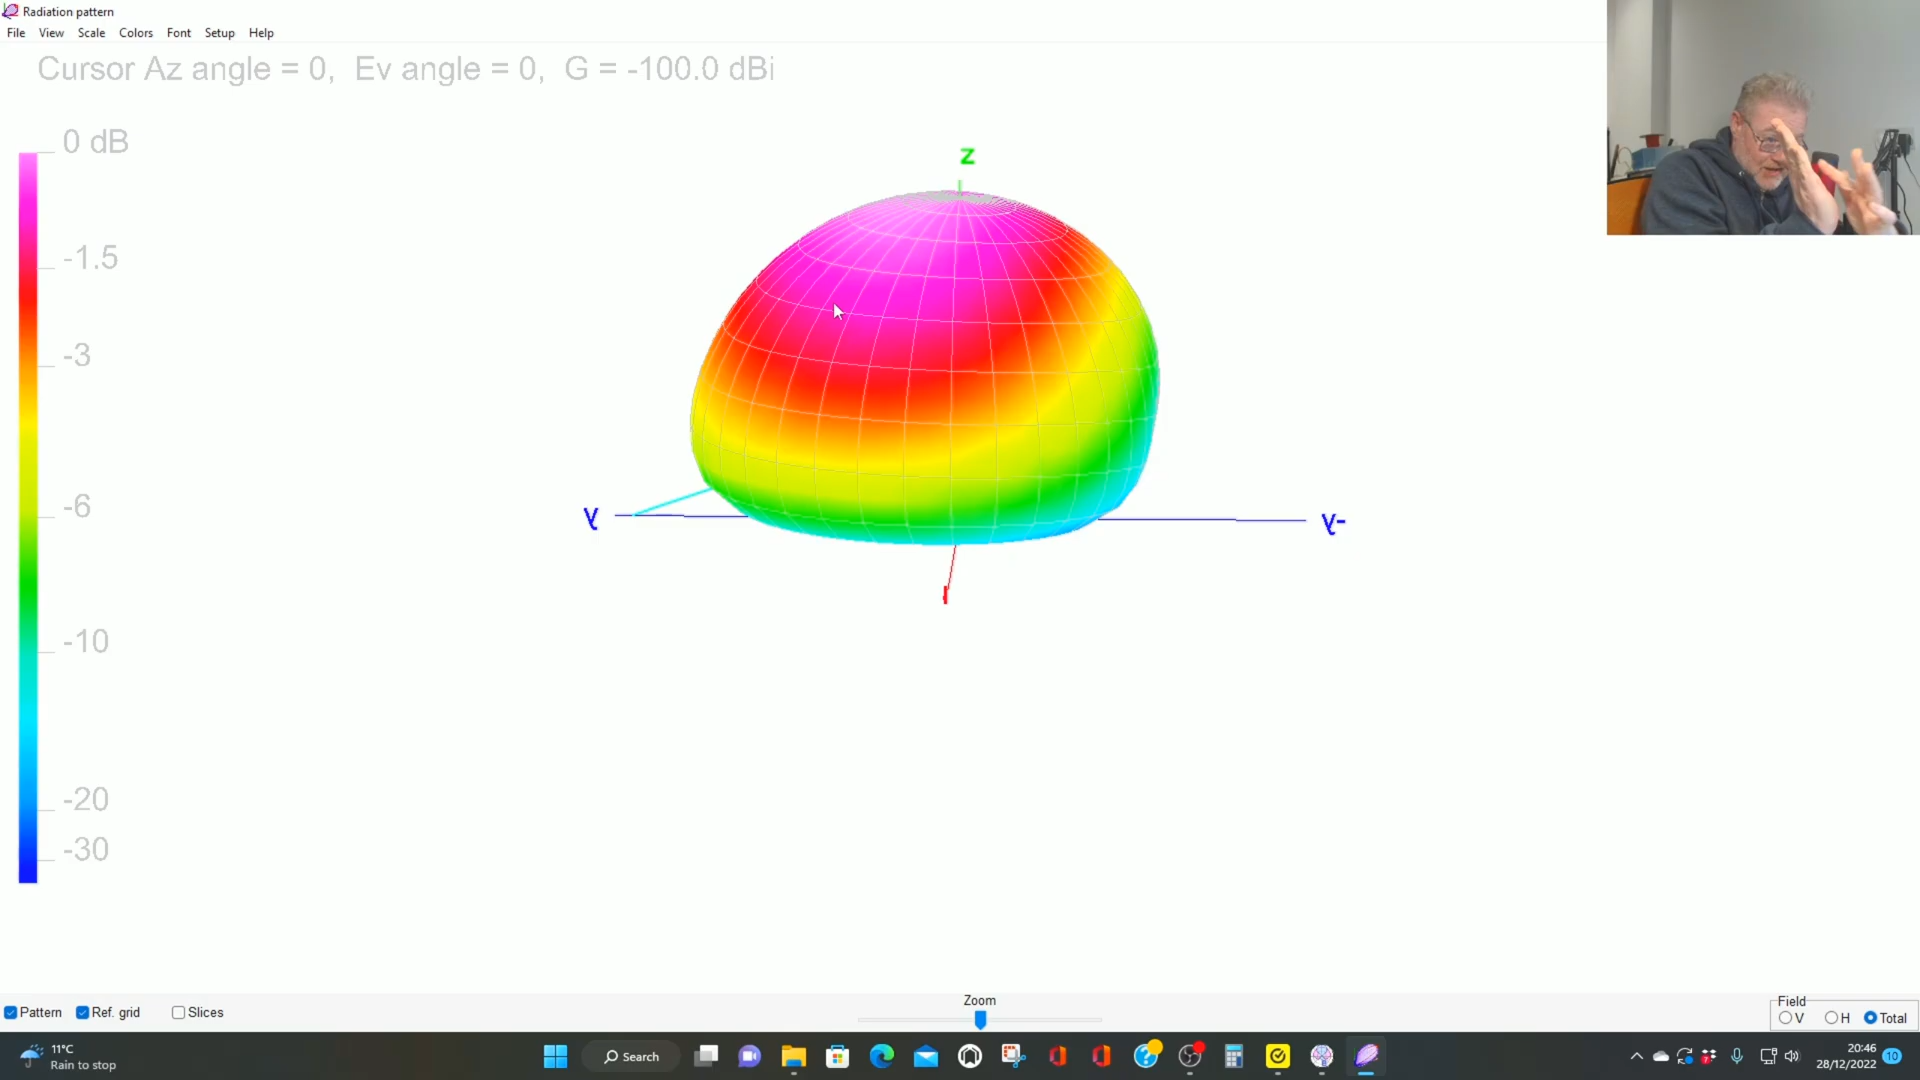 Radiation pattern
File View Scale Colors Font Setup Help
Cursor Az angle = 0, Ev angle = 0, G = -100.0 dBi
0 dB
-1.5
-3
-6
-10
-20
-30
Z
Y
Y-
Zoom
Pattern Ref. grid Slices
Field
V H Total
11°C
Rain to stop
Search
20:46
28/12/2022
10